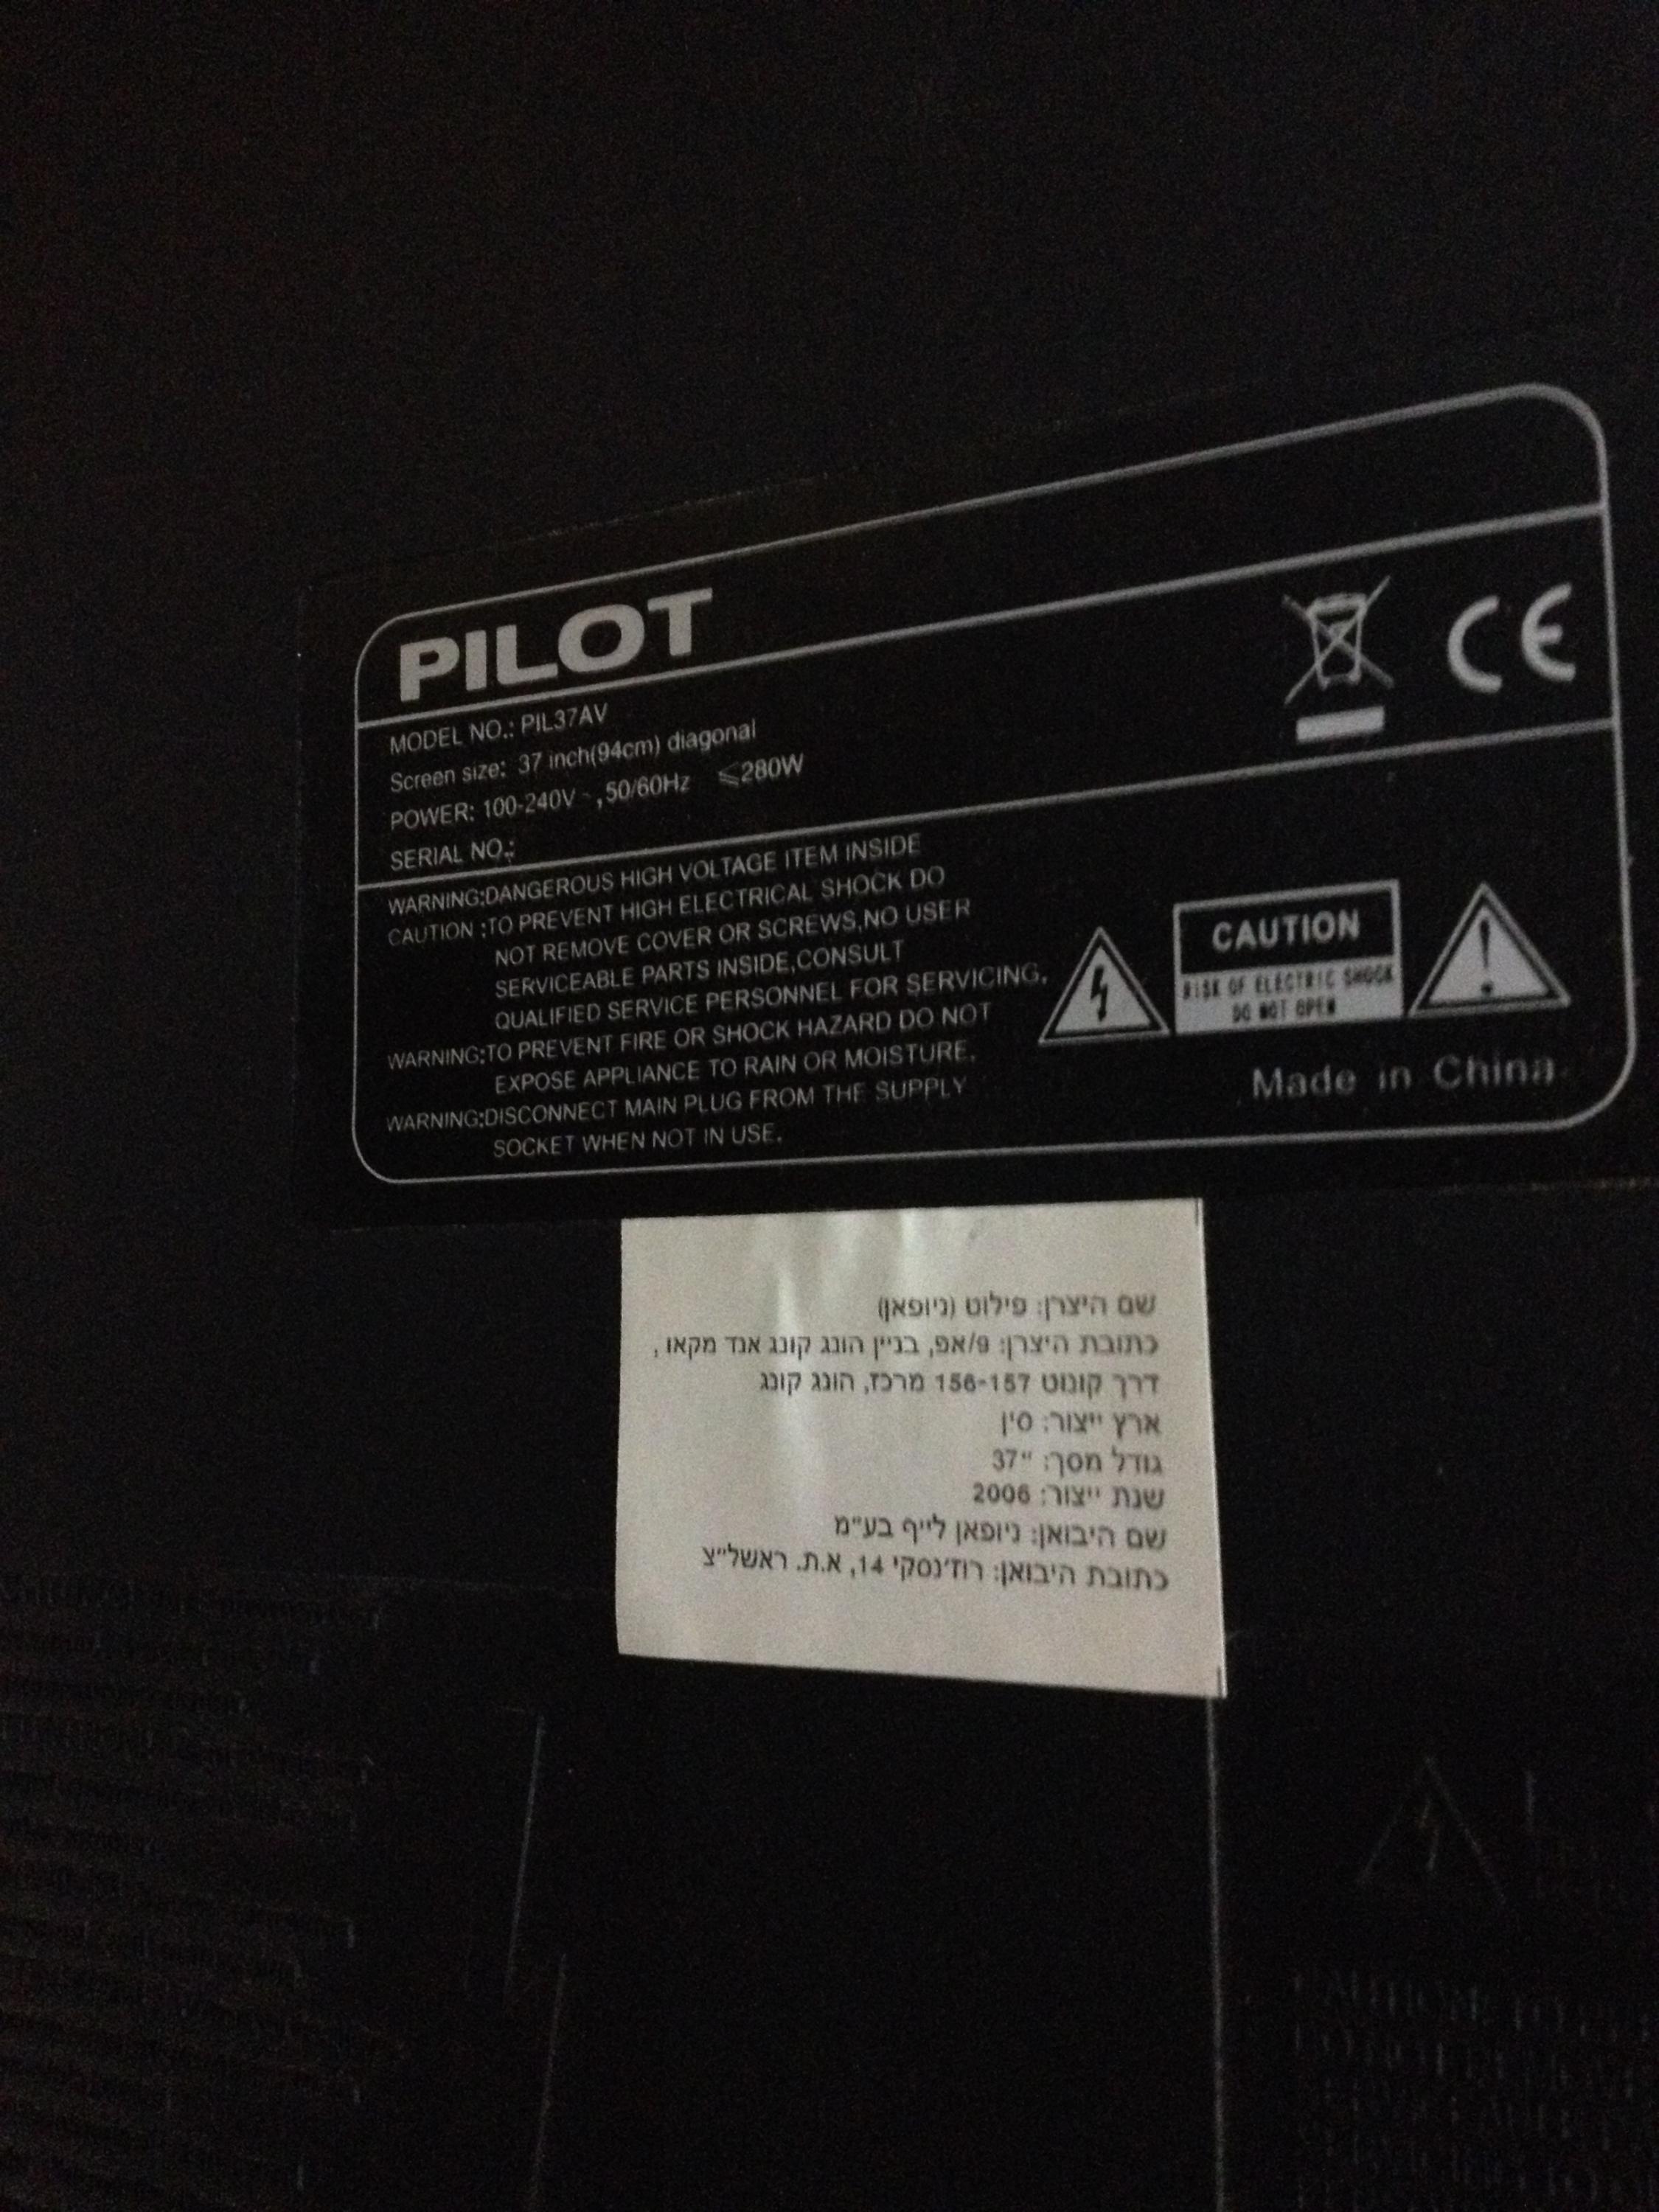 PILOT
MODEL NO.: PIL37AV
Screen size: 37 inch(94cm) diagonal
POWER: 100-240V ~ ,50/60Hz ⩽280W
SERIAL NO.:
WARNING:DANGEROUS HIGH VOLTAGE ITEM INSIDE
CAUTION :TO PREVENT HIGH ELECTRICAL SHOCK DO
NOT REMOVE COVER OR SCREWS,NO USER
SERVICEABLE PARTS INSIDE,CONSULT
QUALIFIED SERVICE PERSONNEL FOR SERVICING.
WARNING:TO PREVENT FIRE OR SHOCK HAZARD DO NOT
EXPOSE APPLIANCE TO RAIN OR MOISTURE.
WARNING:DISCONNECT MAIN PLUG FROM THE SUPPLY
SOCKET WHEN NOT IN USE.
CE
CAUTION
RISK OF ELECTRIC SHOCK
DO NOT OPEN
Made in China
שם היצרן: פילוט (ניופאן)
כתובת היצרן: 9/אפ, בניין הונג קונג אנד מקאו,
דרך קונוט 156-157 מרכז, הונג קונג
ארץ ייצור: סין
גודל מסך: "37
שנת ייצור: 2006
שם היבואן: ניופאן לייף בע"מ
כתובת היבואן: רוז'נסקי 14, א.ת. ראשל"צ
CAUTION: TO